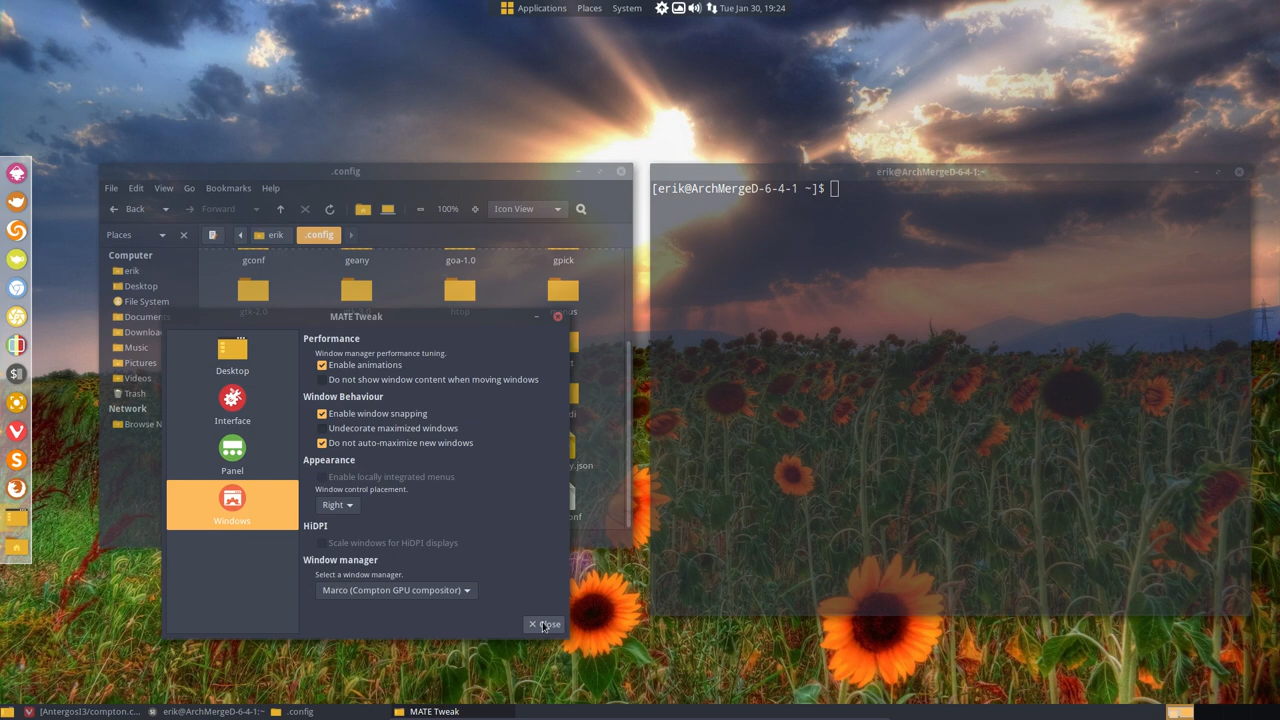 Applications Places System Tue Jan 30, 19:24
.config
File Edit View Go Bookmarks Help
Back Forward 100% Icon View
Places erik .config
Computer
erik
Desktop
File System
Music
Pictures
Videos
Trash
Network
gconf geany goa-1.0 gpick
gtk-2.0 htop
MATE Tweak
Desktop
Interface
Panel
Windows
Performance
Window manager performance tuning.
Enable animations
Do not show window content when moving windows
Window Behaviour
Enable window snapping
Undecorate maximized windows
Do not auto-maximize new windows
Appearance
Enable locally integrated menus
Window control placement.
Right
HiDPI
Scale windows for HiDPI displays
Window manager
Select a window manager.
Marco (Compton GPU compositor)
Close
erik@ArchMergeD-6-4-1:~
[erik@ArchMergeD-6-4-1 ~]$
[AntergosI3/compton.c... erik@ArchMergeD-6-4-1:~ .config MATE Tweak